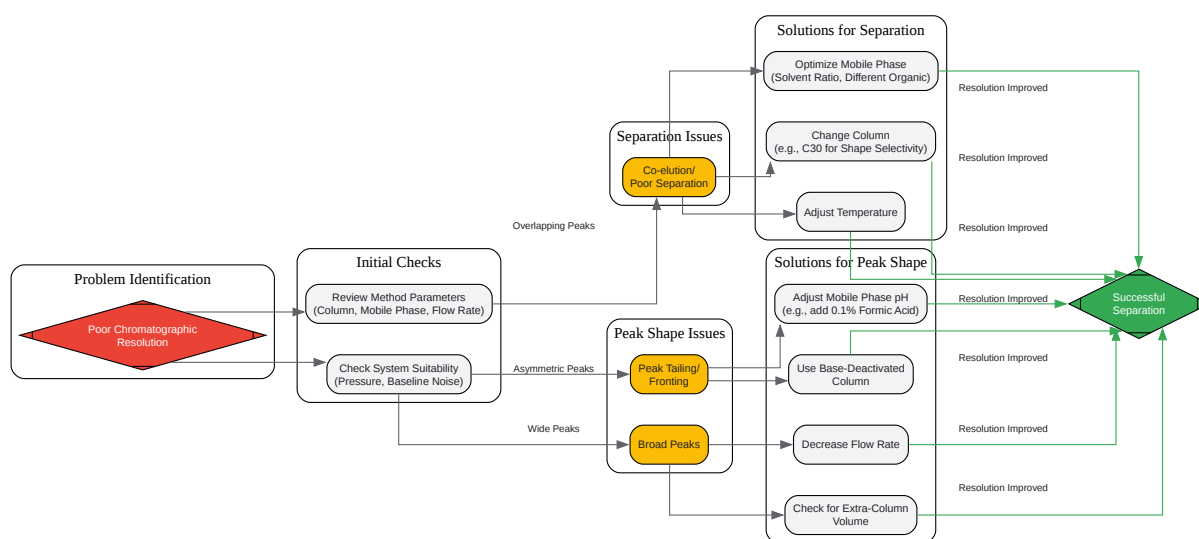 Problem Identification
Poor Chromatographic
Resolution
Initial Checks
Review Method Parameters
(Column, Mobile Phase, Flow Rate)
Check System Suitability
(Pressure, Baseline Noise)
Overlapping Peaks
Asymmetric Peaks
Wide Peaks
Separation Issues
Co-elution/
Poor Separation
Peak Shape Issues
Peak Tailing/
Fronting
Broad Peaks
Solutions for Separation
Optimize Mobile Phase
(Solvent Ratio, Different Organic)
Change Column
(e.g., C30 for Shape Selectivity)
Adjust Temperature
Solutions for Peak Shape
Adjust Mobile Phase pH
(e.g., add 0.1% Formic Acid)
Use Base-Deactivated
Column
Decrease Flow Rate
Check for Extra-Column
Volume
Resolution Improved
Resolution Improved
Resolution Improved
Resolution Improved
Resolution Improved
Resolution Improved
Resolution Improved
Successful
Separation